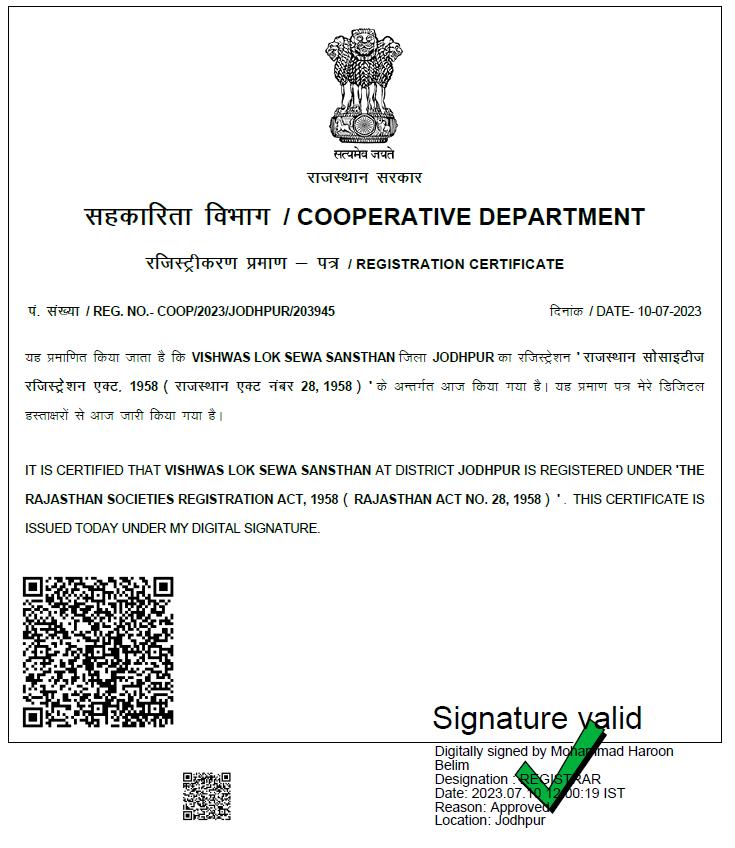 सत्यमेव जयते
राजस्थान सरकार
सहकारिता विभाग / COOPERATIVE DEPARTMENT
रजिस्ट्रीकरण प्रमाण – पत्र / REGISTRATION CERTIFICATE
पं. संख्या / REG. NO.- COOP/2023/JODHPUR/203945
दिनांक / DATE- 10-07-2023
यह प्रमाणित किया जाता है कि VISHWAS LOK SEWA SANSTHAN जिला JODHPUR का रजिस्ट्रेशन ' राजस्थान सोसाइटीज
रजिस्ट्रेशन एक्ट, 1958 ( राजस्थान एक्ट नंबर 28, 1958 ) ' के अन्तर्गत आज किया गया है। यह प्रमाण पत्र मेरे डिजिटल
हस्ताक्षरों से आज जारी किया गया है।
IT IS CERTIFIED THAT VISHWAS LOK SEWA SANSTHAN AT DISTRICT JODHPUR IS REGISTERED UNDER 'THE
RAJASTHAN SOCIETIES REGISTRATION ACT, 1958 ( RAJASTHAN ACT NO. 28, 1958 ) ' . THIS CERTIFICATE IS
ISSUED TODAY UNDER MY DIGITAL SIGNATURE.
Signature valid
Digitally signed by Mohammad Haroon
Belim
Designation : REGISTRAR
Date: 2023.07.10 12:00:19 IST
Reason: Approved
Location: Jodhpur